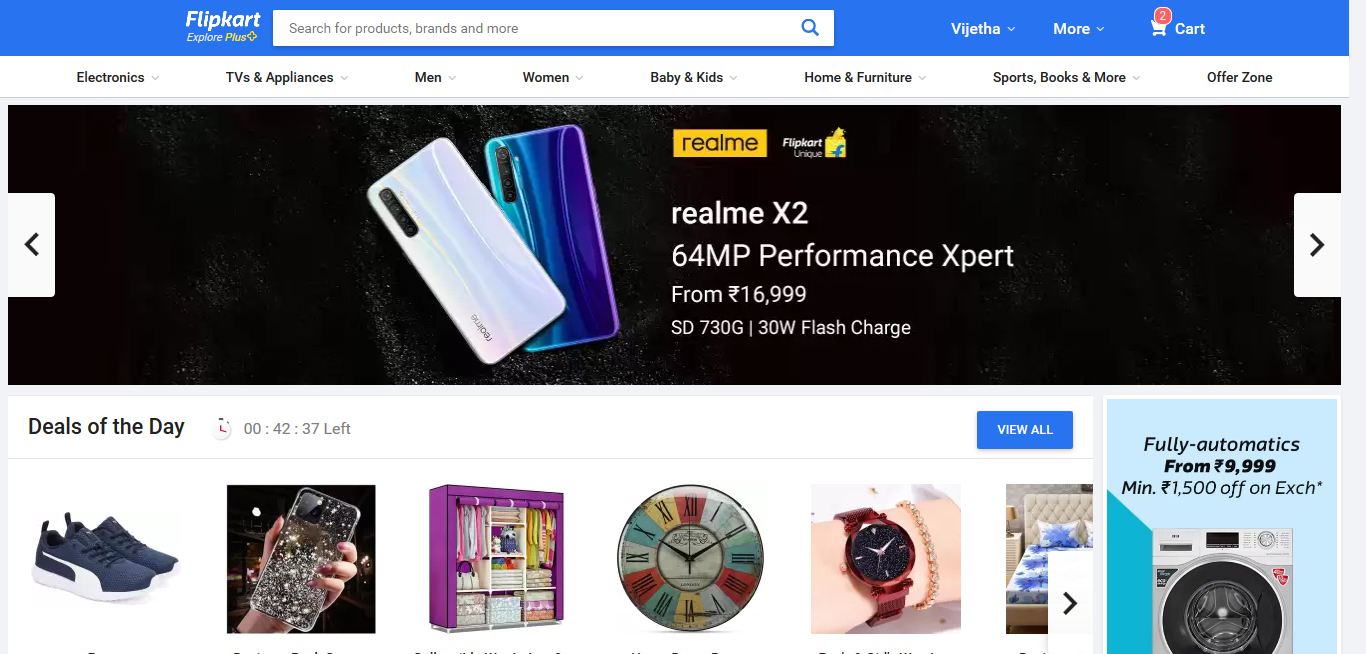 Flipkart
Explore Plus
Search for products, brands and more
Vijetha
More
2
Cart
Electronics
TVs & Appliances
Men
Women
Baby & Kids
Home & Furniture
Sports, Books & More
Offer Zone
realme
Flipkart
Unique
realme X2
64MP Performance Xpert
From ₹16,999
SD 730G | 30W Flash Charge
realme
Deals of the Day
00 : 42 : 37 Left
VIEW ALL
Fully-automatics
From ₹9,999
Min. ₹1,500 off on Exch*
LONDON